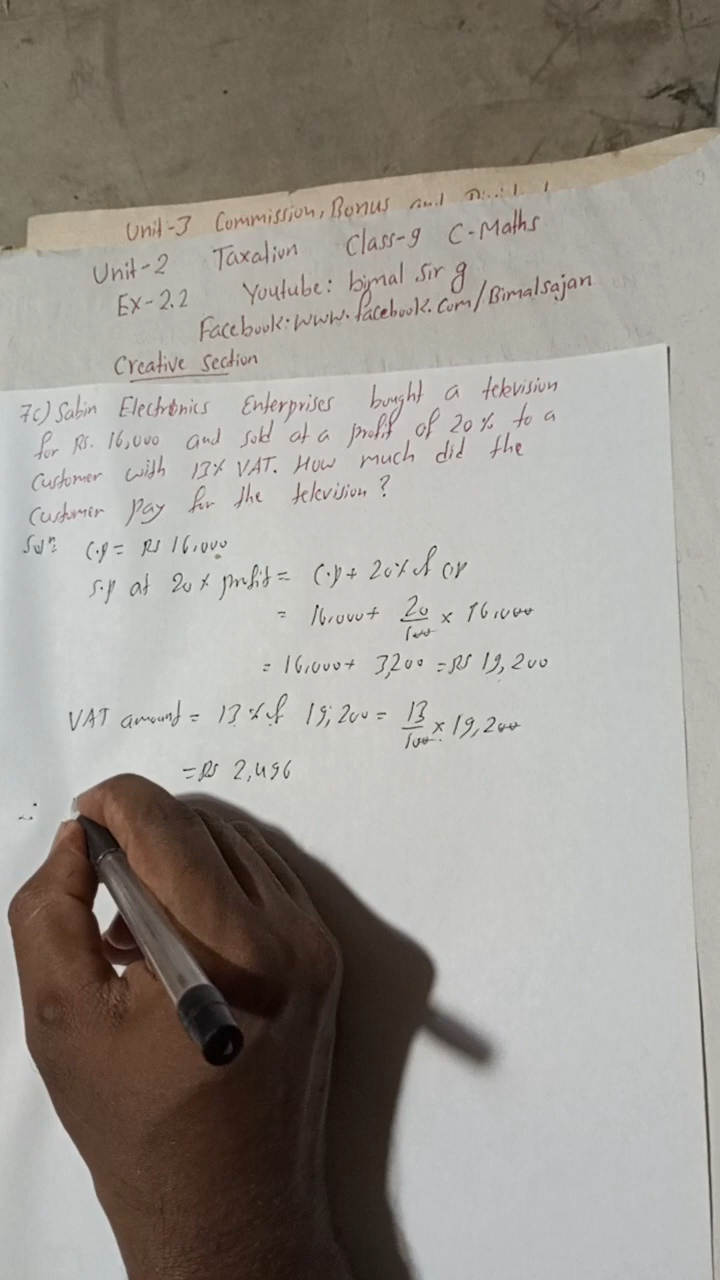 Unit-3 Commission, Bonus and
Unit-2 Taxation Class-9 C-Maths
Ex-2.2 Youtube: bimal sir g
Facebook: www.facebook.com/Bimalsajan
Creative section
7c) Sabin Electronics Enterprises bought a television
for Rs. 16,000 and sold at a profit of 20% to a
customer with 13% VAT. How much did the
customer pay for the television?
Solⁿ: C.P = Rs 16,000
S.P at 20% profit = C.P + 20% of CP
= 16,000 + 20/100 × 16,000
= 16,000 + 3,200 = Rs 19,200
VAT amount = 13% of 19,200 = 13/100 × 19,200
= Rs 2,496
∴